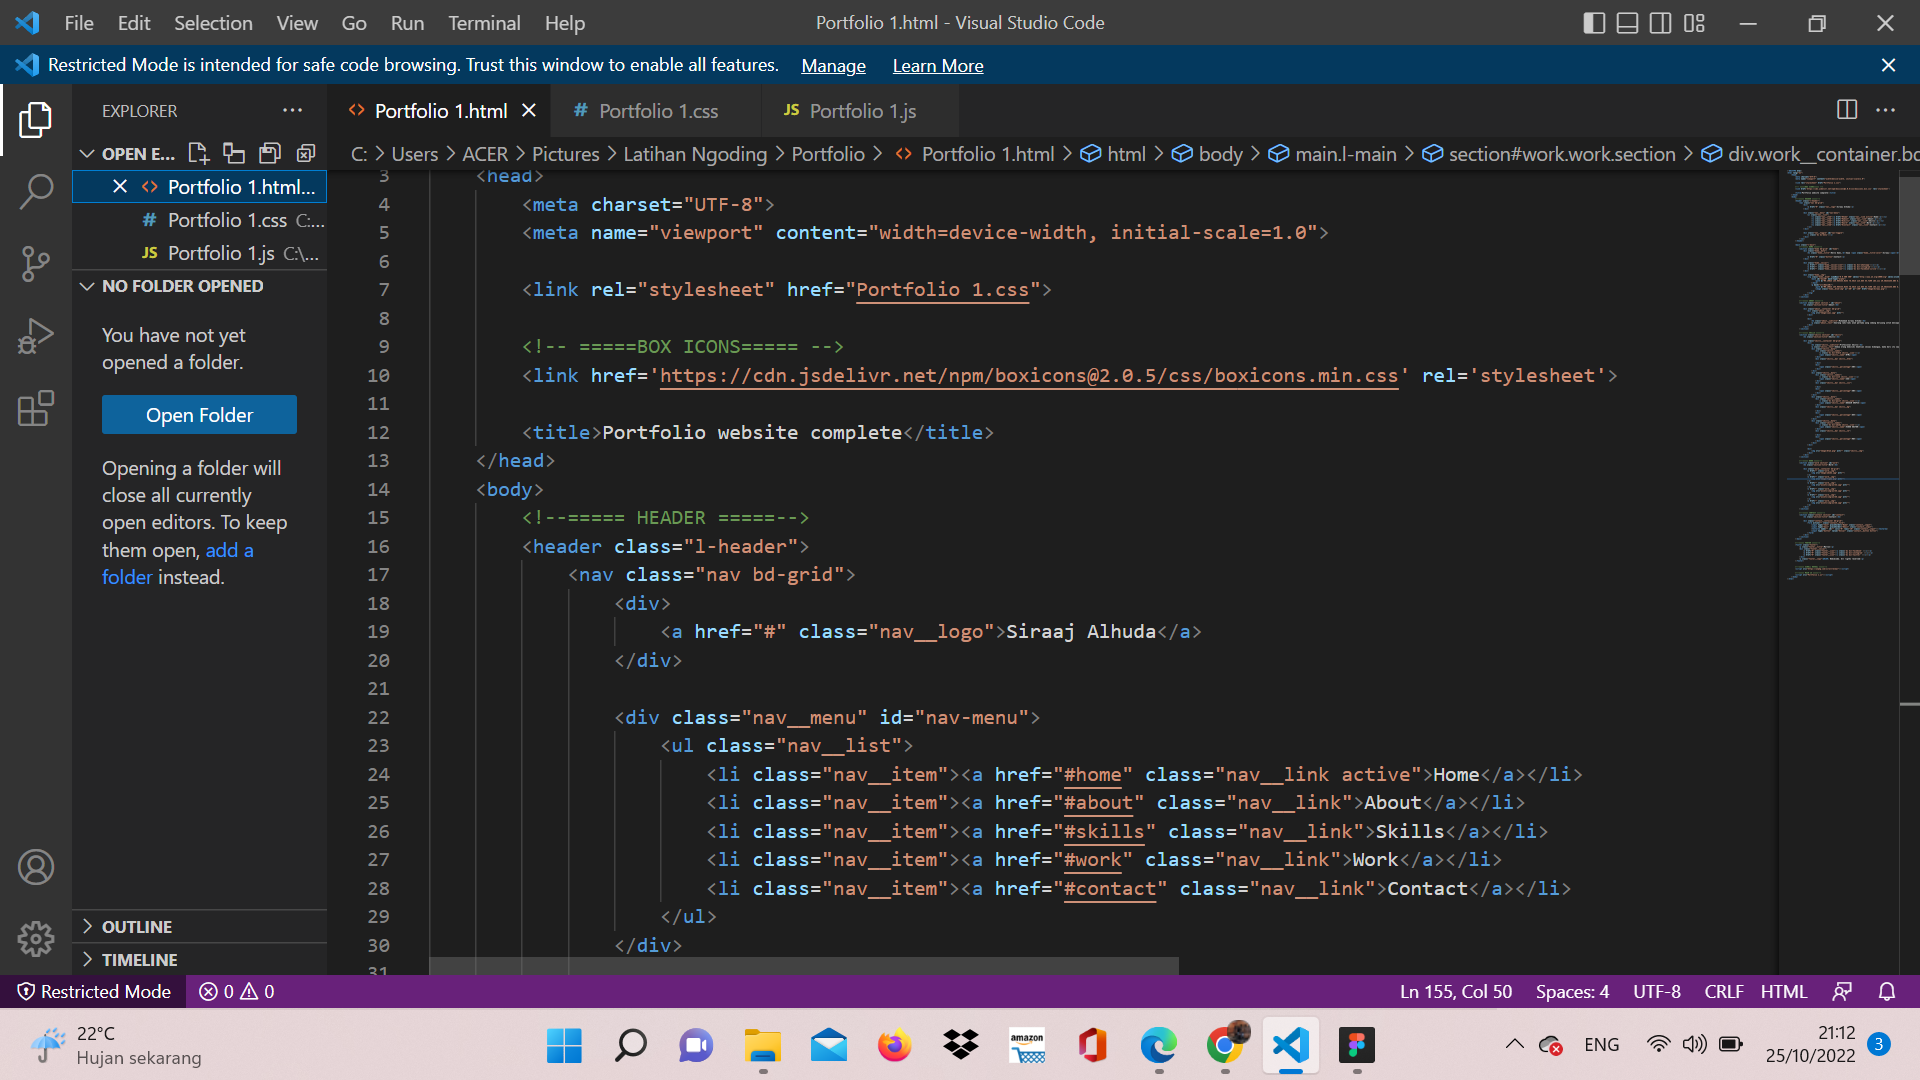 File Edit Selection View Go Run Terminal Help
Portfolio 1.html - Visual Studio Code
Restricted Mode is intended for safe code browsing. Trust this window to enable all features. Manage Learn More
EXPLORER
Portfolio 1.html
# Portfolio 1.css
JS Portfolio 1.js
OPEN E...
C: > Users > ACER > Pictures > Latihan Ngoding > Portfolio > <> Portfolio 1.html > html > body > main.l-main > section#work.work.section > div.work__container.bd
<> Portfolio 1.html...
# Portfolio 1.css C:...
JS Portfolio 1.js C:\...
NO FOLDER OPENED
You have not yet
opened a folder.
Open Folder
Opening a folder will
close all currently
open editors. To keep
them open, add a
folder instead.
OUTLINE
TIMELINE
3 <head>
4 <meta charset="UTF-8">
5 <meta name="viewport" content="width=device-width, initial-scale=1.0">
6
7 <link rel="stylesheet" href="Portfolio 1.css">
8
9 <!-- =====BOX ICONS===== -->
10 <link href='https://cdn.jsdelivr.net/npm/boxicons@2.0.5/css/boxicons.min.css' rel='stylesheet'>
11
12 <title>Portfolio website complete</title>
13 </head>
14 <body>
15 <!--===== HEADER =====-->
16 <header class="l-header">
17 <nav class="nav bd-grid">
18 <div>
19 <a href="#" class="nav__logo">Siraaj Alhuda</a>
20 </div>
21
22 <div class="nav__menu" id="nav-menu">
23 <ul class="nav__list">
24 <li class="nav__item"><a href="#home" class="nav__link active">Home</a></li>
25 <li class="nav__item"><a href="#about" class="nav__link">About</a></li>
26 <li class="nav__item"><a href="#skills" class="nav__link">Skills</a></li>
27 <li class="nav__item"><a href="#work" class="nav__link">Work</a></li>
28 <li class="nav__item"><a href="#contact" class="nav__link">Contact</a></li>
29 </ul>
30 </div>
31
Restricted Mode 0 0
Ln 155, Col 50 Spaces: 4 UTF-8 CRLF HTML
22°C
Hujan sekarang
amazon
ENG
21:12
25/10/2022
3